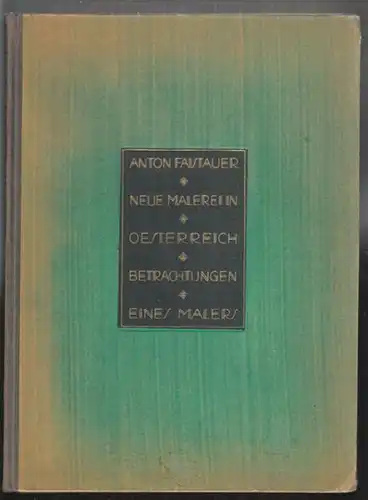 ANTON FAISTAUER
NEUE MALEREI IN
OESTERREICH
BETRACHTUNGEN
EINES MALERS